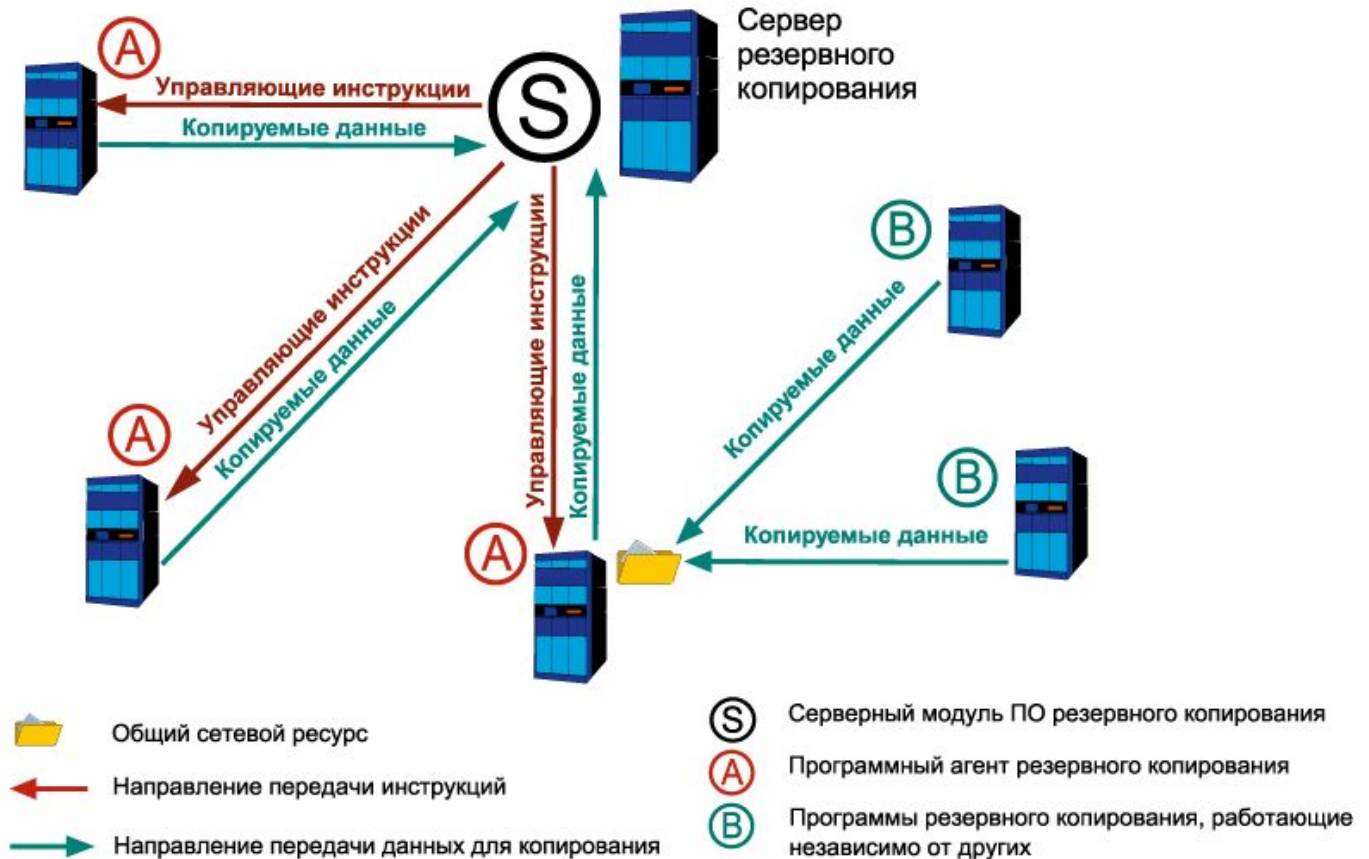 A
Управляющие инструкции
Копируемые данные
S
Сервер
резервного
копирования
Управляющие инструкции
Копируемые данные
Управляющие инструкции
Копируемые данные
B
Копируемые данные
A
B
Копируемые данные
A
Общий сетевой ресурс
Направление передачи инструкций
Направление передачи данных для копирования
S
Серверный модуль ПО резервного копирования
A
Программный агент резервного копирования
B
Программы резервного копирования, работающие
независимо от других